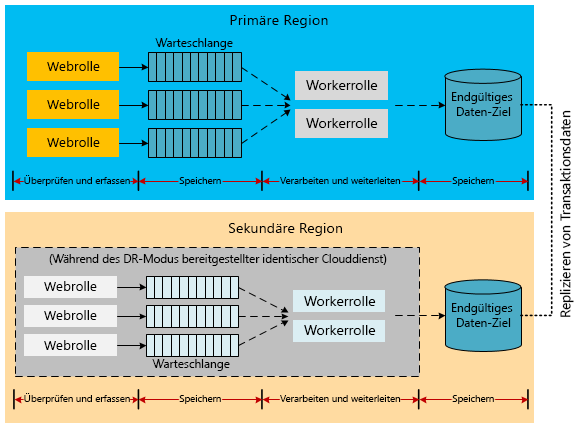 Primäre Region
Warteschlange
Webrolle
Webrolle
Webrolle
Workerrolle
Workerrolle
Endgültiges
Daten-Ziel
Überprüfen und erfassen
Speichern
Verarbeiten und weiterleiten
Speichern
Replizieren von Transaktionsdaten
Sekundäre Region
(Während des DR-Modus bereitgestellter identischer Clouddienst)
Webrolle
Webrolle
Webrolle
Warteschlange
Workerrolle
Workerrolle
Endgültiges
Daten-Ziel
Überprüfen und erfassen
Speichern
Verarbeiten und weiterleiten
Speichern